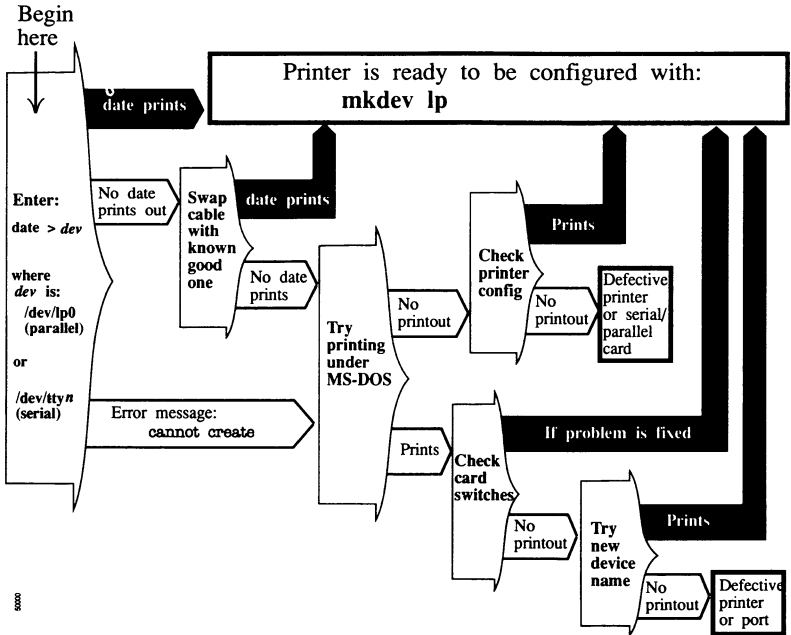 Begin
here
Printer is ready to be configured with:
mkdev lp
date prints
Enter:
date > dev
where
dev is:
/dev/lp0
(parallel)
or
/dev/ttyn
(serial)
No date
prints out
Swap
cable
with
known
good
one
date prints
No date
prints
Error message:
cannot create
Try
printing
under
MS-DOS
No
printout
Check
printer
config
Prints
No
printout
Defective
printer
or serial/
parallel
card
Prints
Check
card
switches
If problem is fixed
No
printout
Try
new
device
name
Prints
No
printout
Defective
printer
or port